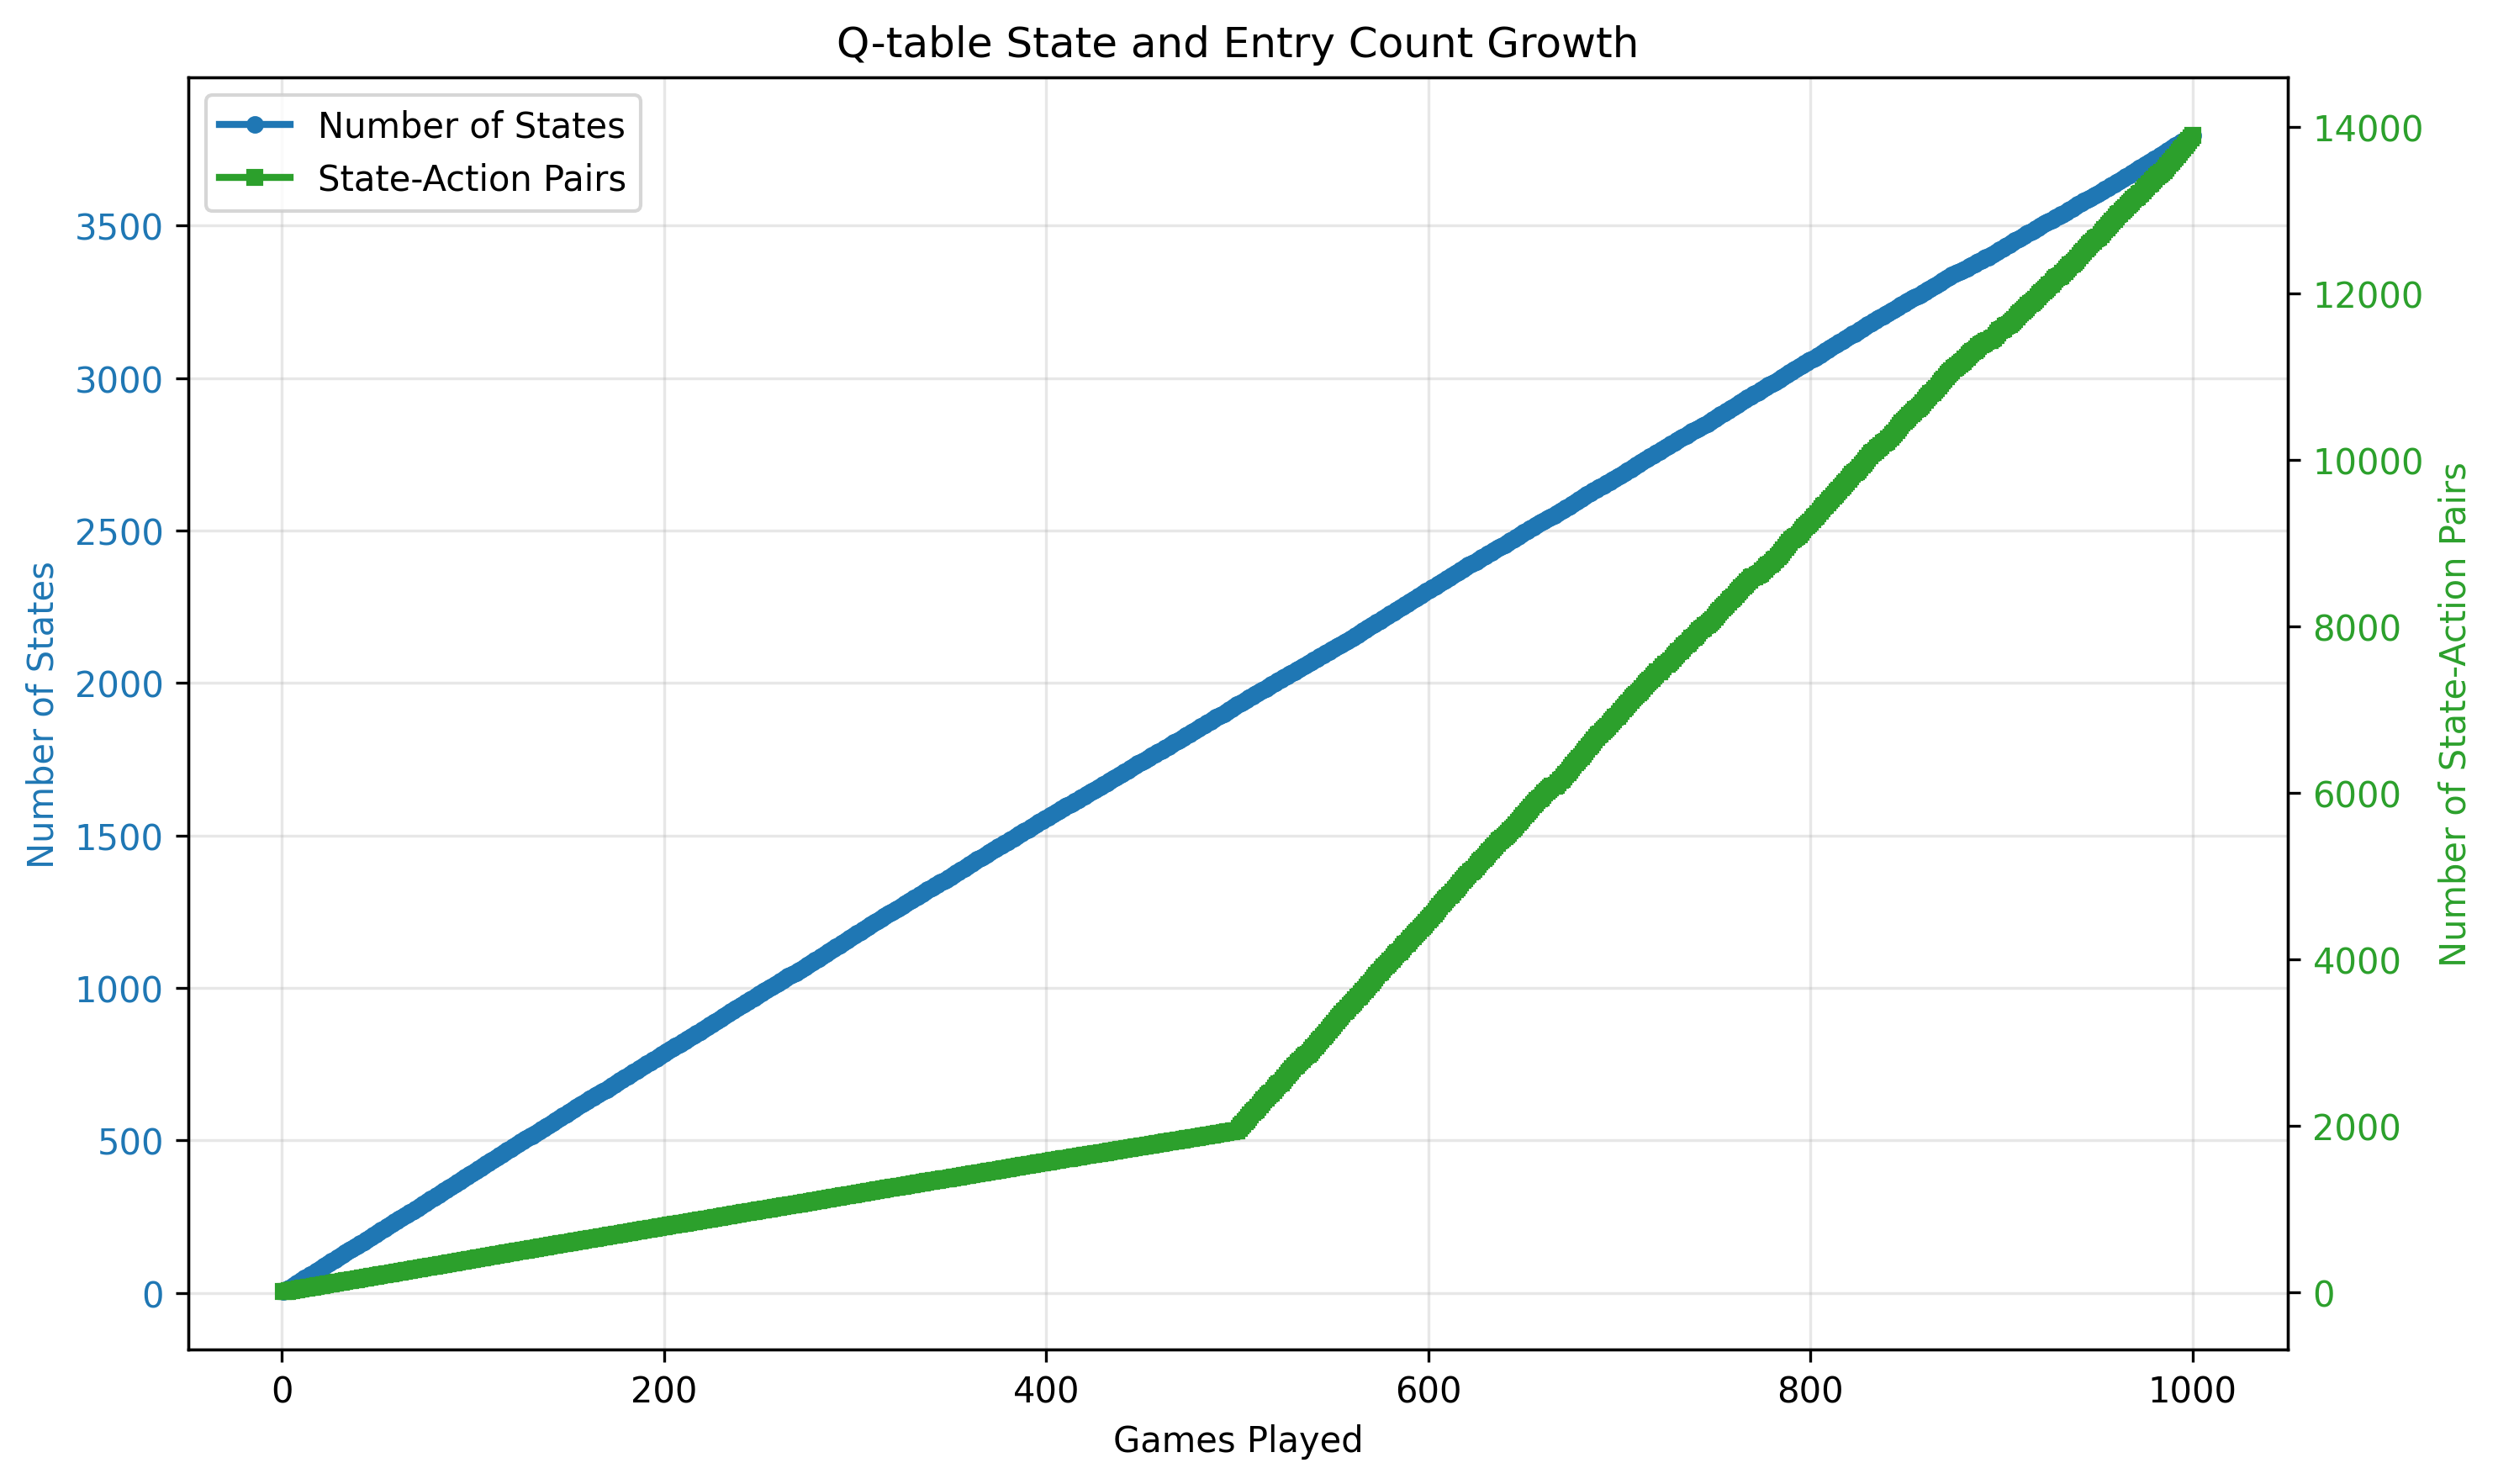 Q-table State and Entry Count Growth
Number of States
State-Action Pairs
3500
3000
2500
2000
1500
1000
500
0
Number of States
14000
12000
10000
8000
6000
4000
2000
0
Number of State-Action Pairs
0 200 400 600 800 1000
Games Played